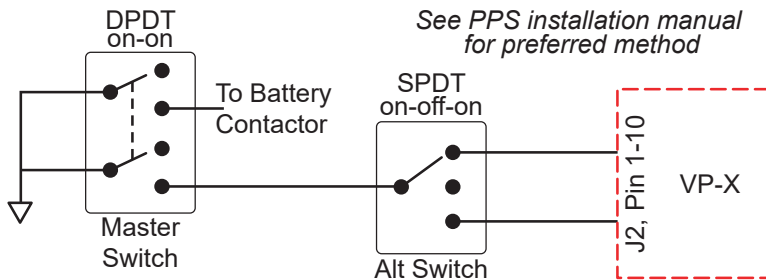 DPDT
on-on
See PPS installation manual
for preferred method
To Battery
Contactor
SPDT
on-off-on
J2, Pin 1-10
VP-X
Master
Switch
Alt Switch